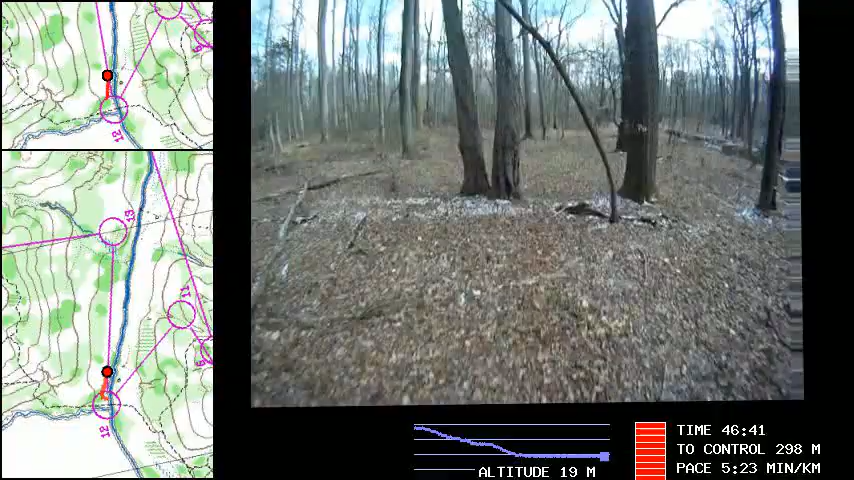 12
13
11
12
ALTITUDE 19 M
TIME 46:41
TO CONTROL 298 M
PACE 5:23 MIN/KM